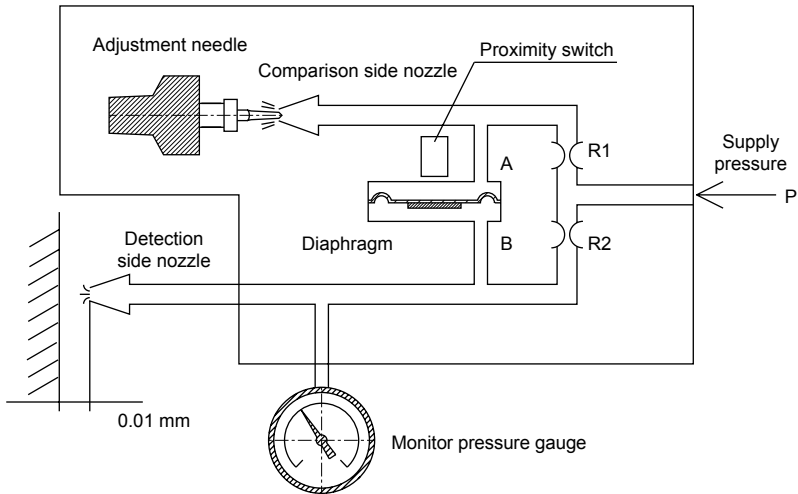 Adjustment needle
Comparison side nozzle
Proximity switch
A
R1
Supply
pressure
P
Detection
side nozzle
Diaphragm
B
R2
0.01 mm
Monitor pressure gauge